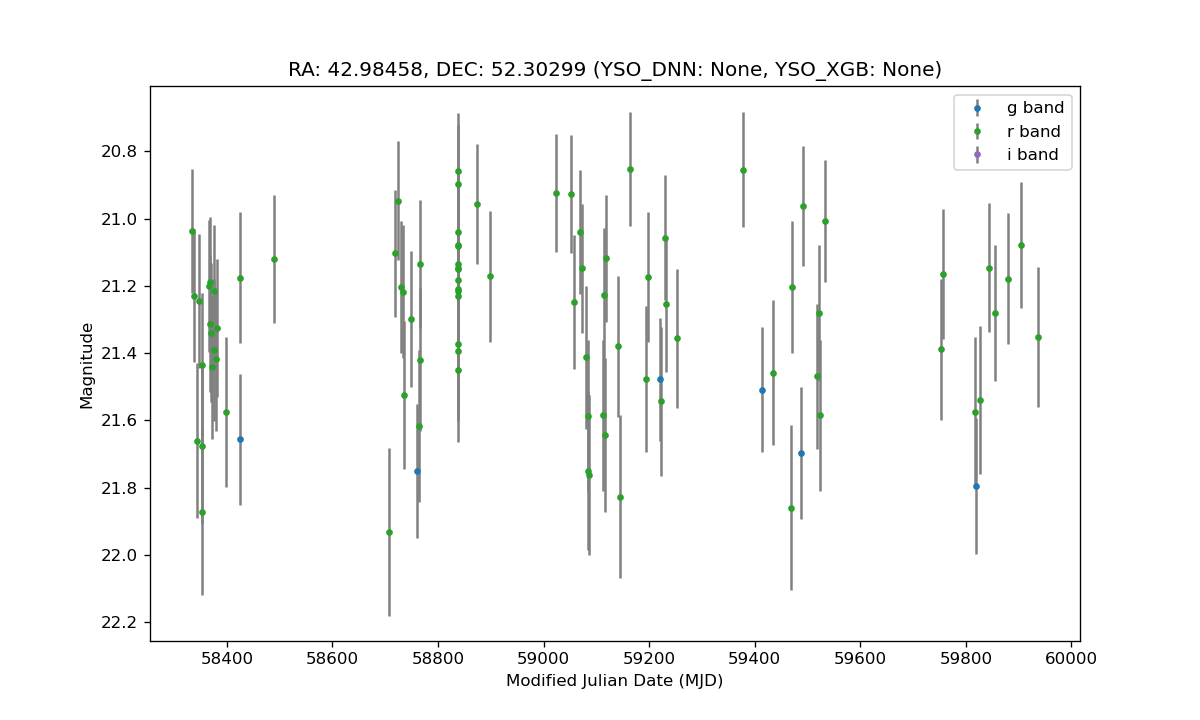 RA: 42.98458, DEC: 52.30299 (YSO_DNN: None, YSO_XGB: None)
g band
r band
i band
20.8
21.0
21.2
21.4
21.6
21.8
22.0
22.2
Magnitude
58400 58600 58800 59000 59200 59400 59600 59800 60000
Modified Julian Date (MJD)